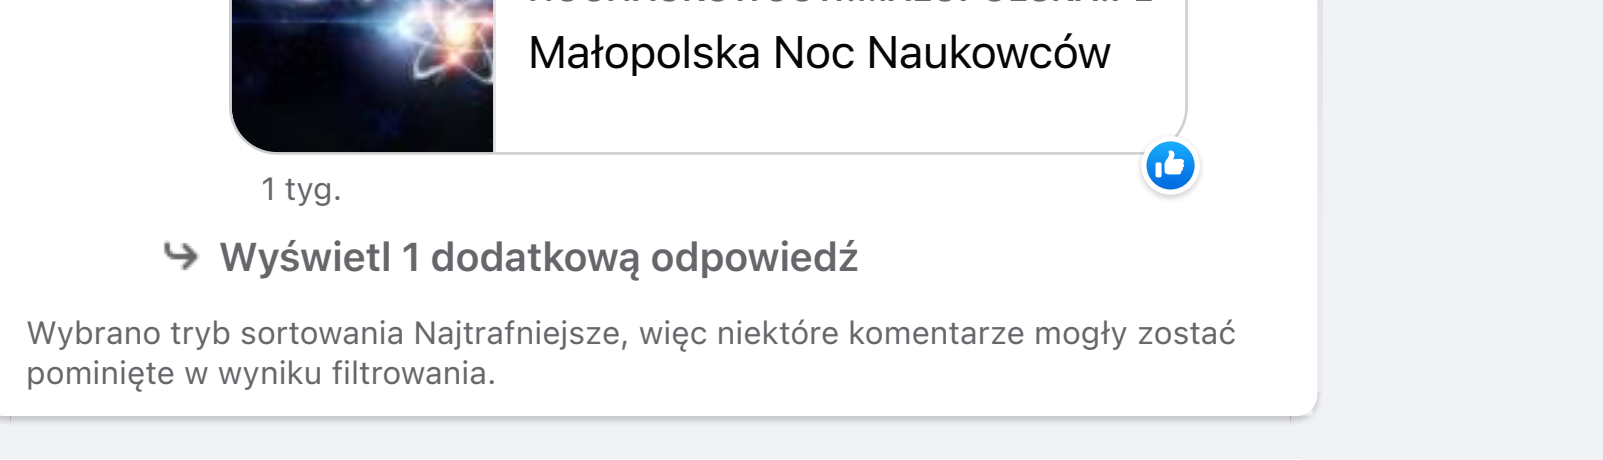 Małopolska Noc Naukowców
1 tyg.
Wyświetl 1 dodatkową odpowiedź
Wybrano tryb sortowania Najtrafniejsze, więc niektóre komentarze mogły zostać
pominięte w wyniku filtrowania.